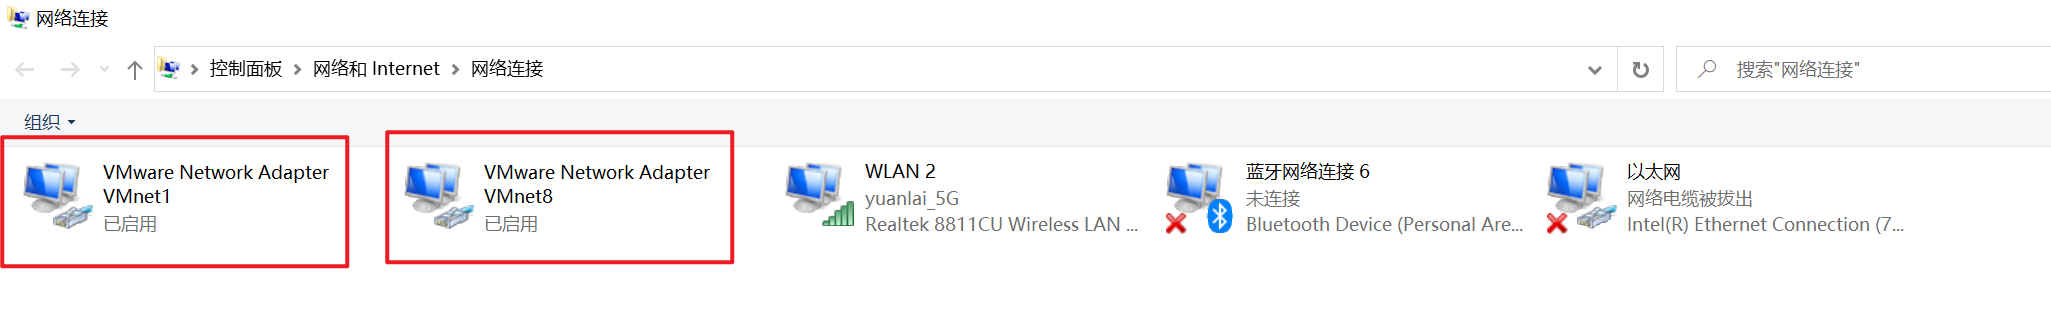 网络连接
控制面板 > 网络和 Internet > 网络连接
搜索"网络连接"
组织
VMware Network Adapter
VMnet1
已启用
VMware Network Adapter
VMnet8
已启用
WLAN 2
yuanlai_5G
Realtek 8811CU Wireless LAN ...
蓝牙网络连接 6
未连接
Bluetooth Device (Personal Are...
以太网
网络电缆被拔出
Intel(R) Ethernet Connection (7...